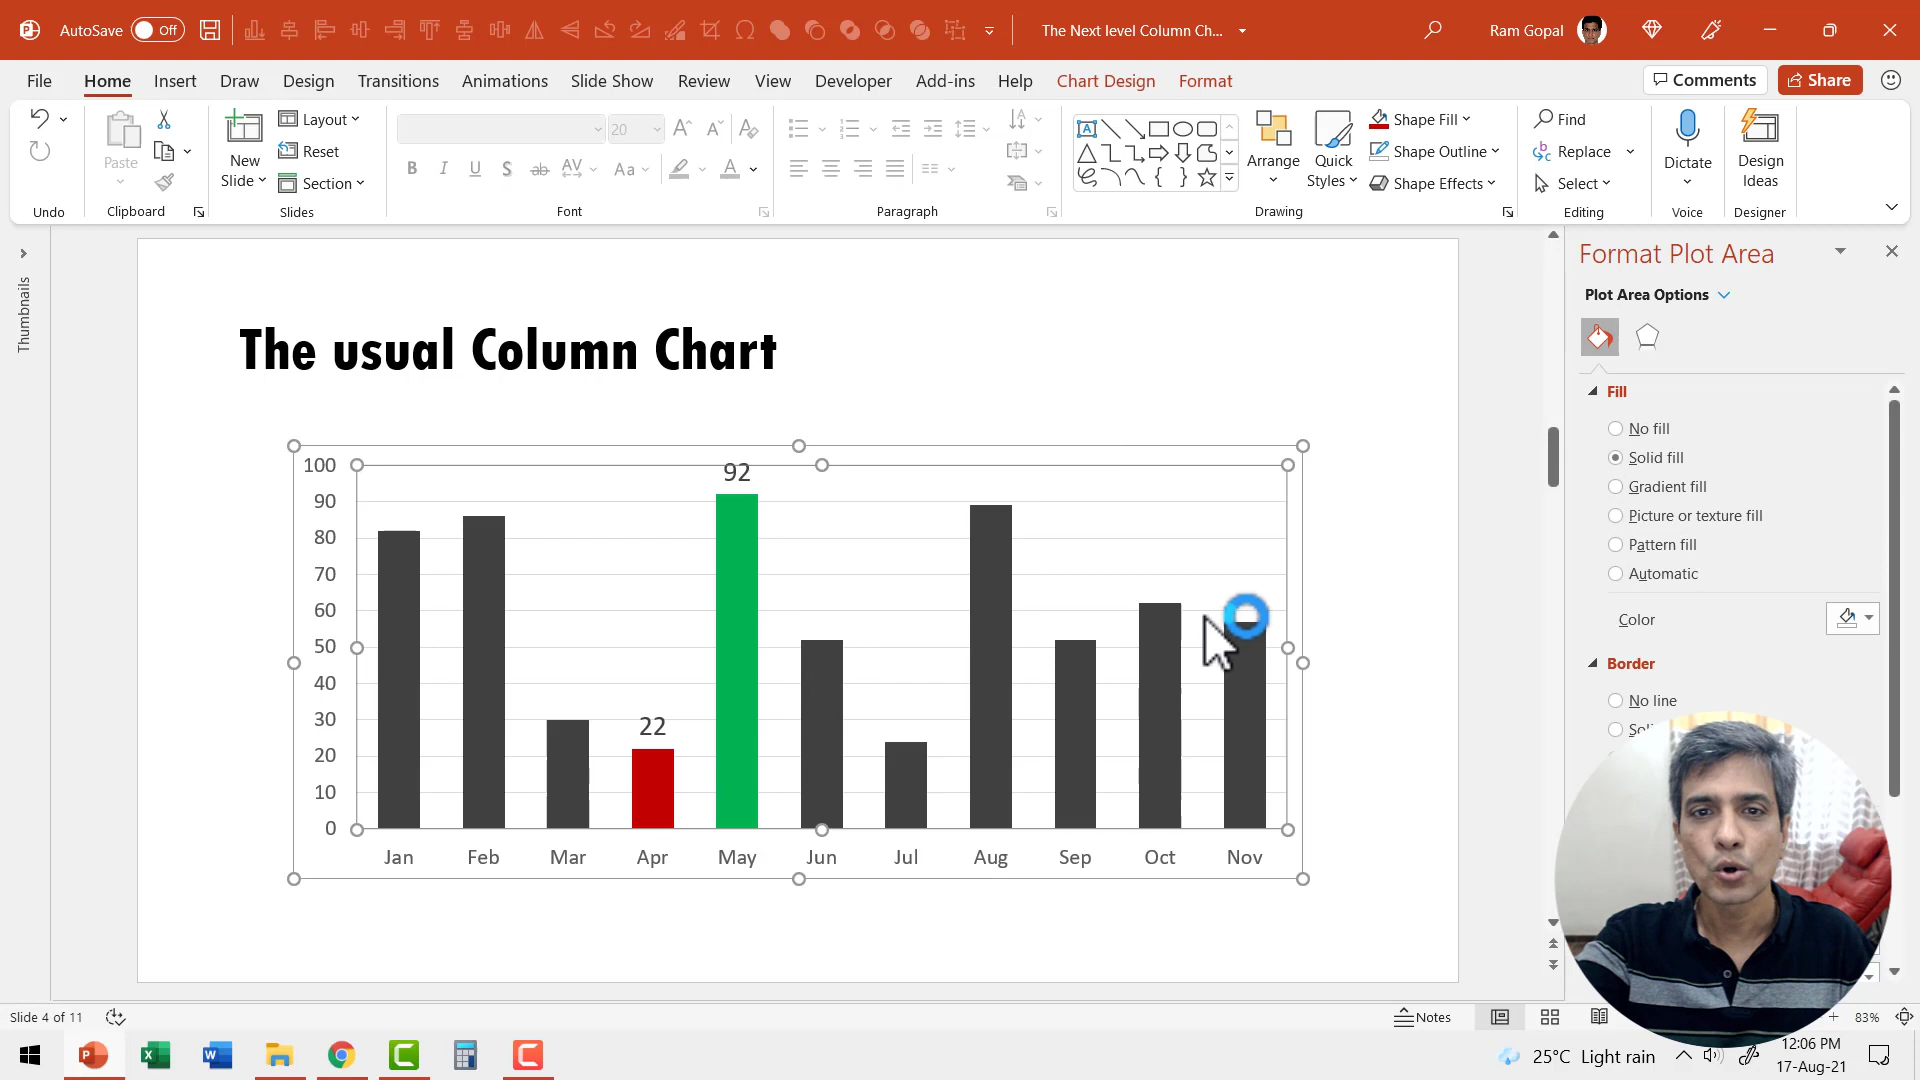 AutoSave Off The Next level Column Ch... Ram Gopal
File Home Insert Draw Design Transitions Animations Slide Show Review View Developer Add-ins Help Chart Design Format Comments Share
Paste
New Slide
Layout
Reset
Section
20
Arrange
Quick Styles
Shape Fill
Shape Outline
Shape Effects
Find
Replace
Select
Dictate
Design Ideas
Undo Clipboard Slides Font Paragraph Drawing Editing Voice Designer
Thumbnails
The usual Column Chart
100
90
80
70
60
50
40
30
20
10
0
92
22
Jan Feb Mar Apr May Jun Jul Aug Sep Oct Nov
Format Plot Area
Plot Area Options
Fill
No fill
Solid fill
Gradient fill
Picture or texture fill
Pattern fill
Automatic
Color
Border
No line
Slide 4 of 11 Notes 83%
25°C Light rain
12:06 PM
17-Aug-21